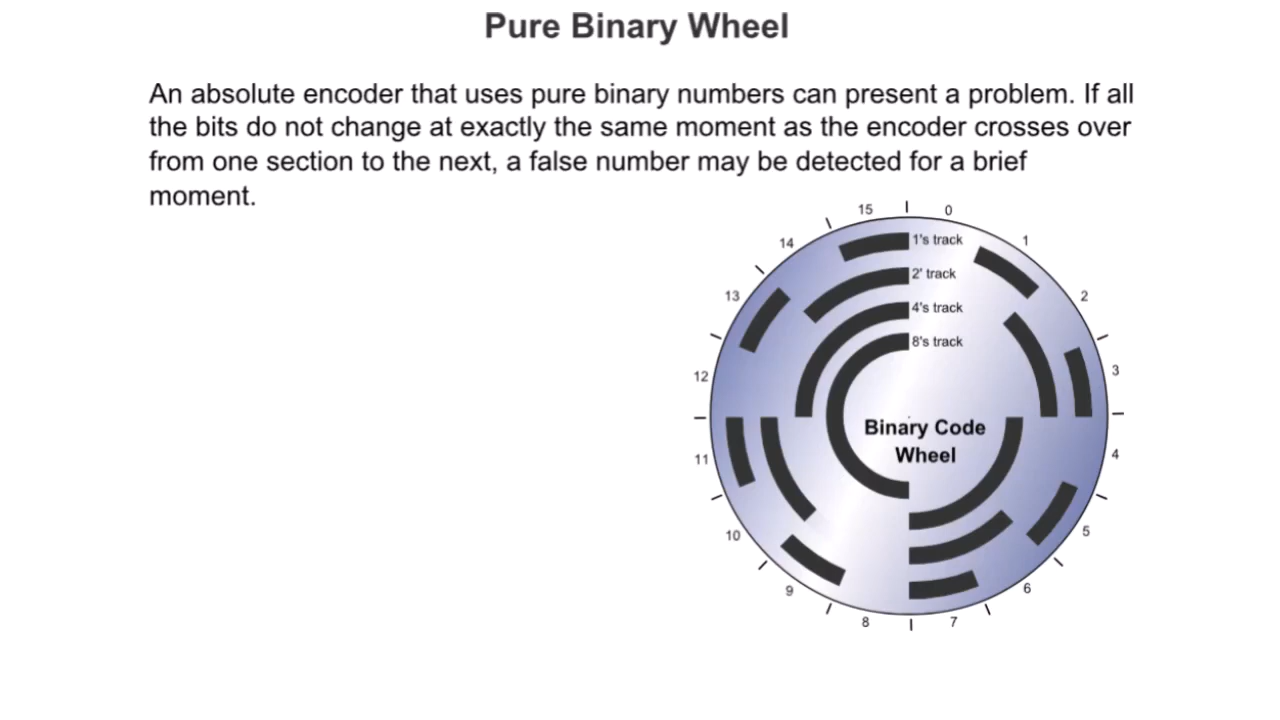 Pure Binary Wheel
An absolute encoder that uses pure binary numbers can present a problem. If all
the bits do not change at exactly the same moment as the encoder crosses over
from one section to the next, a false number may be detected for a brief
moment.
15
0
14
1's track
1
2' track
13
2
4's track
8's track
12
3
Binary Code
Wheel
11
4
10
5
9
6
8
7